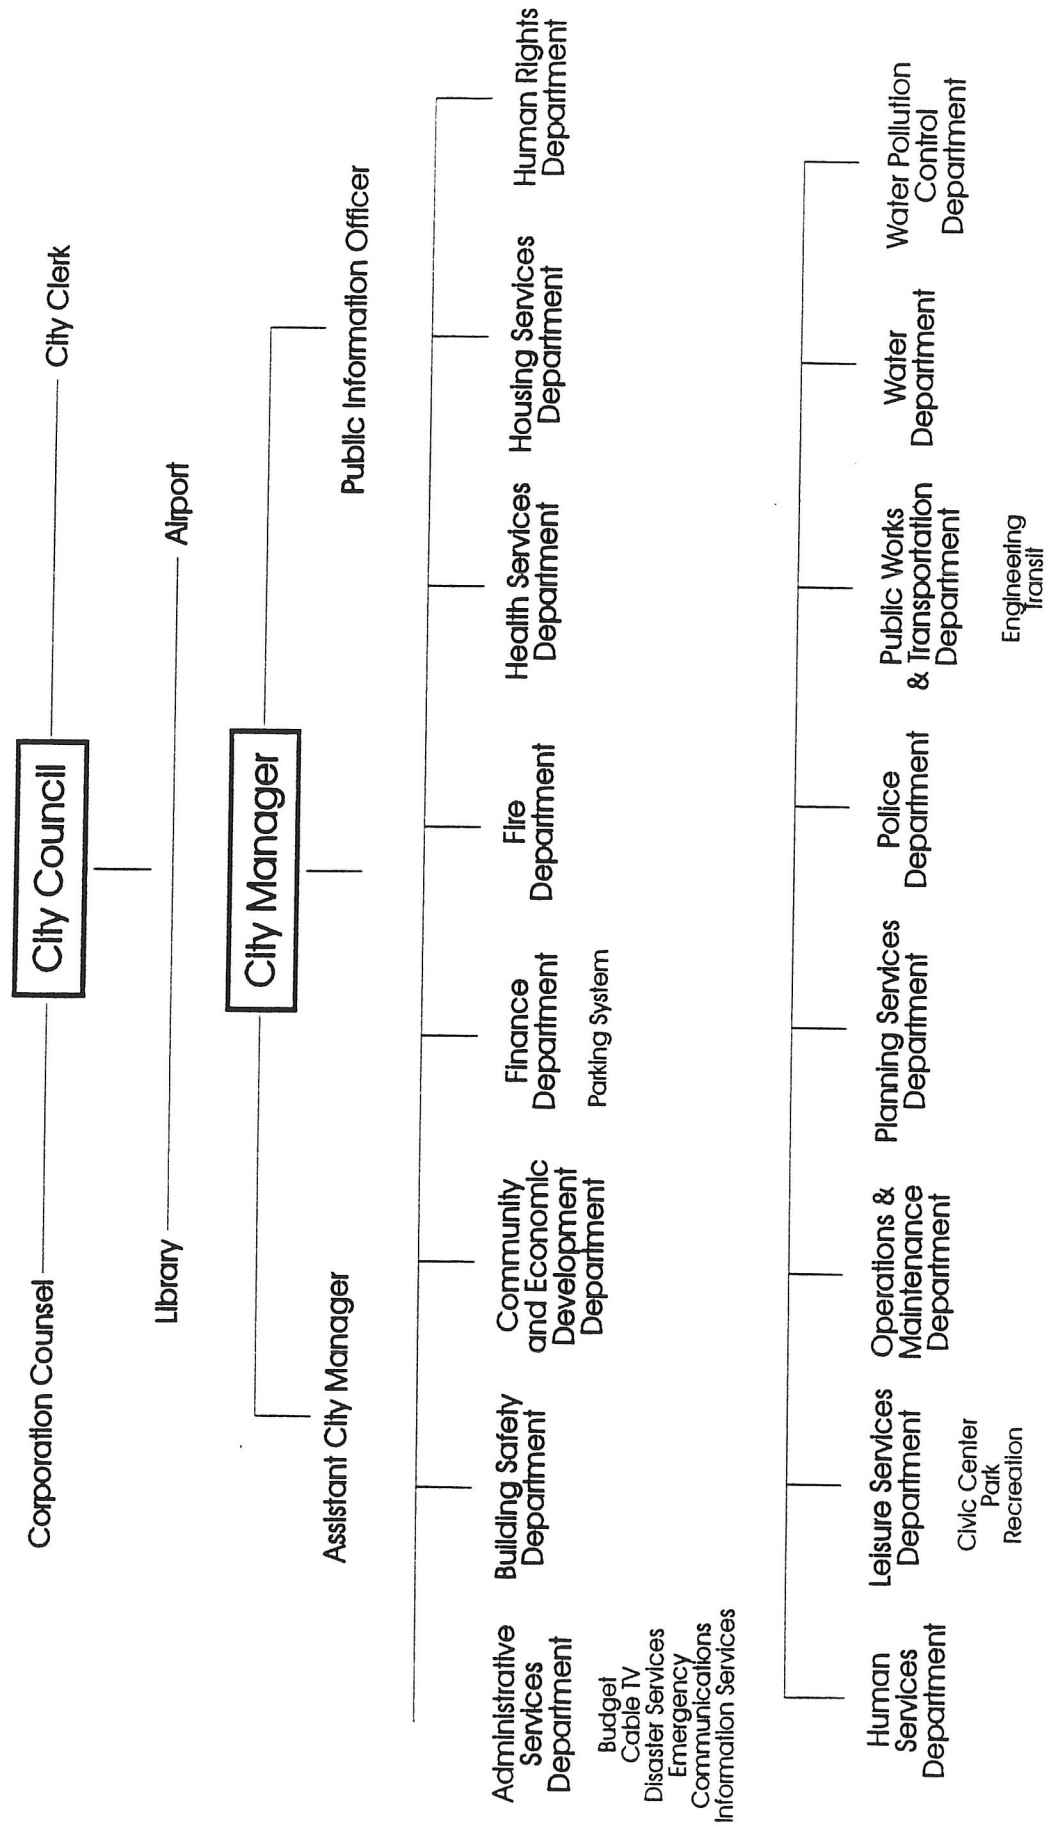 City Council
Corporation Counsel
City Clerk
Library
Airport
City Manager
Assistant City Manager
Public Information Officer
Administrative
Services
Department
Budget
Cable TV
Disaster Services
Emergency
Communications
Information Services
Building Safety
Department
Community
and Economic
Development
Department
Finance
Department
Parking System
Fire
Department
Health Services
Department
Housing Services
Department
Human Rights
Department
Human
Services
Department
Leisure Services
Department
Civic Center
Park
Recreation
Operations &
Maintenance
Department
Planning Services
Department
Police
Department
Public Works
& Transportation
Department
Engineering
Transit
Water
Department
Water Pollution
Control
Department